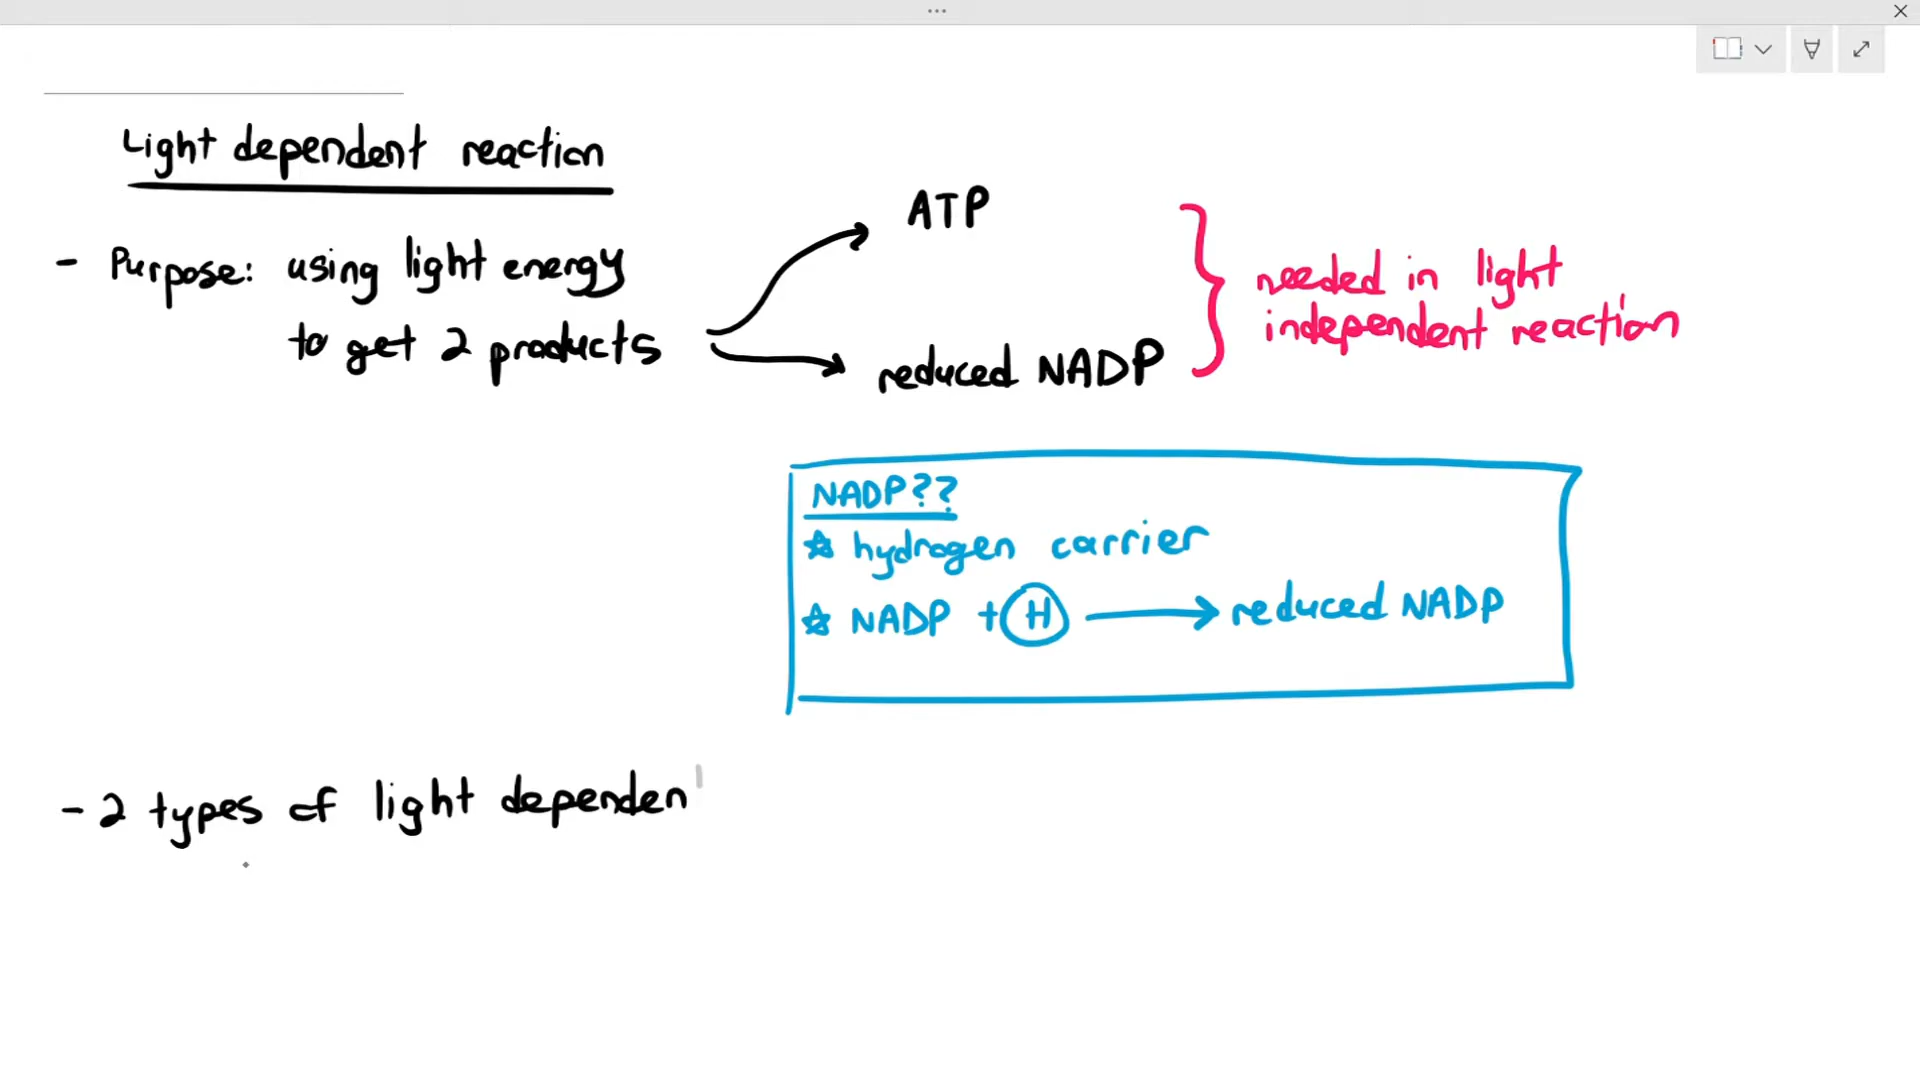 Light dependent reaction
- Purpose: using light energy
to get 2 products
ATP
reduced NADP
needed in light
independent reaction
NADP??
☆ hydrogen carrier
☆ NADP + H → reduced NADP
- 2 types of light dependen